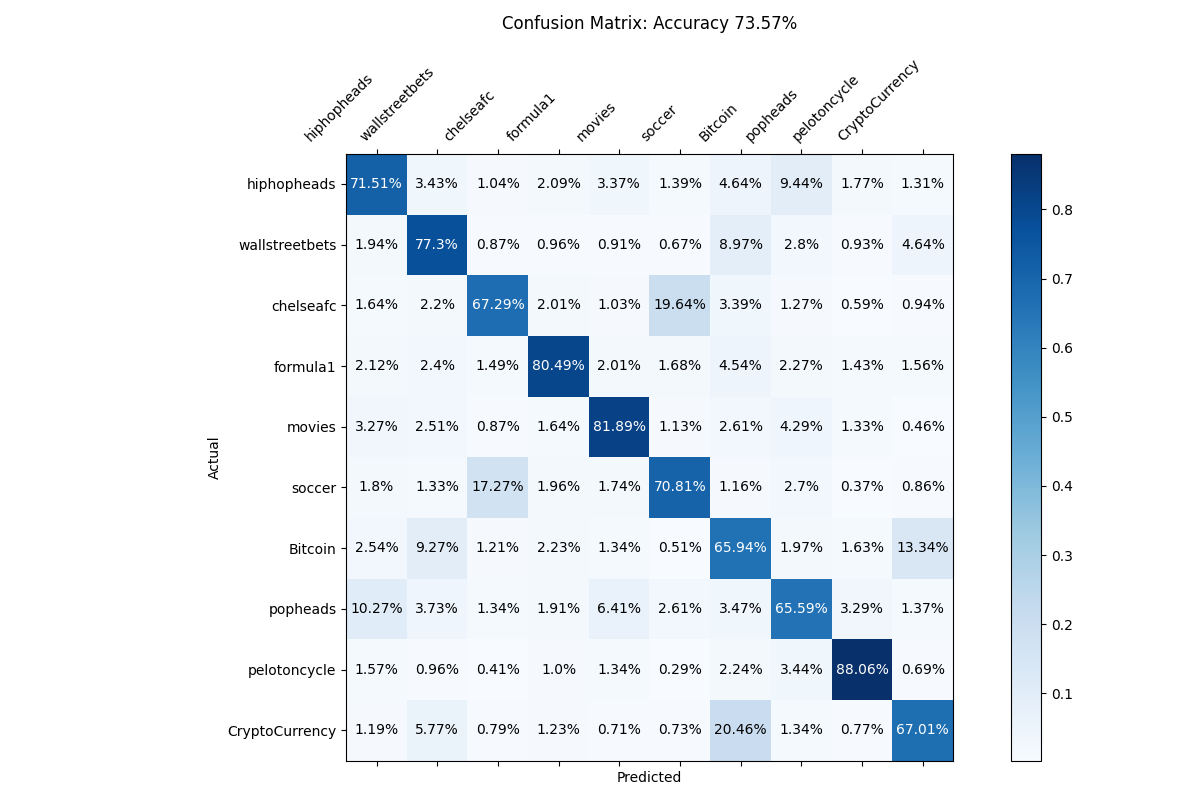 Confusion Matrix: Accuracy 73.57%
hiphopheads wallstreetbets chelseafc formula1 movies soccer Bitcoin popheads pelotoncycle CryptoCurrency
hiphopheads 71.51% 3.43% 1.04% 2.09% 3.37% 1.39% 4.64% 9.44% 1.77% 1.31%
wallstreetbets 1.94% 77.3% 0.87% 0.96% 0.91% 0.67% 8.97% 2.8% 0.93% 4.64%
chelseafc 1.64% 2.2% 67.29% 2.01% 1.03% 19.64% 3.39% 1.27% 0.59% 0.94%
formula1 2.12% 2.4% 1.49% 80.49% 2.01% 1.68% 4.54% 2.27% 1.43% 1.56%
movies 3.27% 2.51% 0.87% 1.64% 81.89% 1.13% 2.61% 4.29% 1.33% 0.46%
soccer 1.8% 1.33% 17.27% 1.96% 1.74% 70.81% 1.16% 2.7% 0.37% 0.86%
Bitcoin 2.54% 9.27% 1.21% 2.23% 1.34% 0.51% 65.94% 1.97% 1.63% 13.34%
popheads 10.27% 3.73% 1.34% 1.91% 6.41% 2.61% 3.47% 65.59% 3.29% 1.37%
pelotoncycle 1.57% 0.96% 0.41% 1.0% 1.34% 0.29% 2.24% 3.44% 88.06% 0.69%
CryptoCurrency 1.19% 5.77% 0.79% 1.23% 0.71% 0.73% 20.46% 1.34% 0.77% 67.01%
Actual
Predicted
0.8
0.7
0.6
0.5
0.4
0.3
0.2
0.1